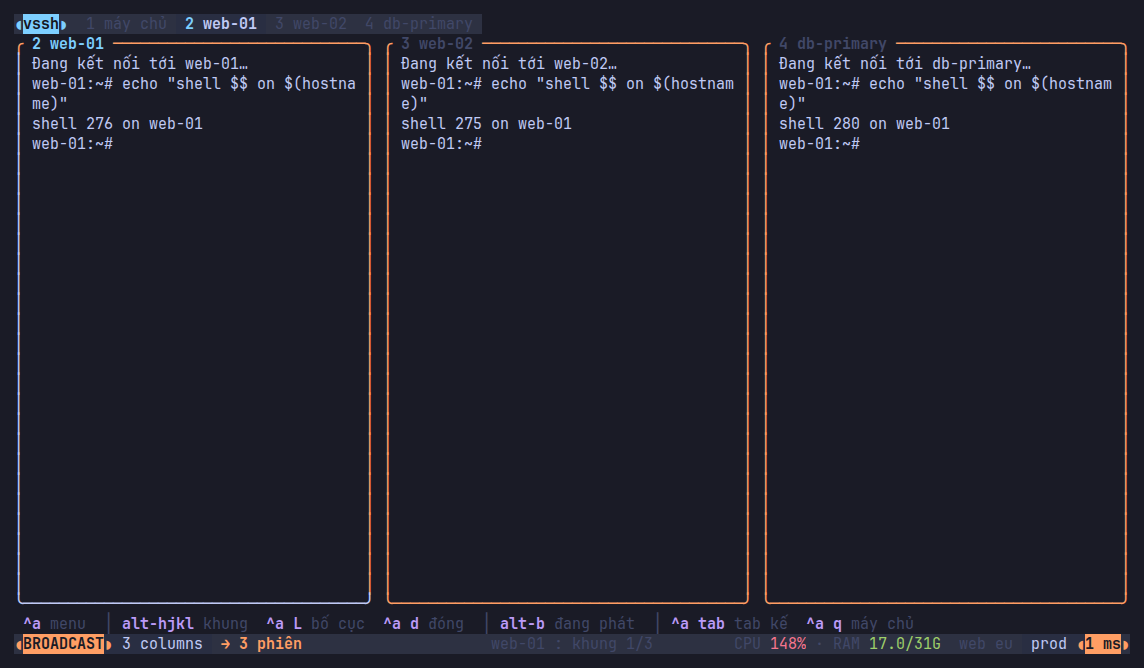 vssh 1 máy chủ 2 web-01 3 web-02 4 db-primary
2 web-01
Đang kết nối tới web-01…
web-01:~# echo "shell $$ on $(hostna
me)"
shell 276 on web-01
web-01:~#
3 web-02
Đang kết nối tới web-02…
web-01:~# echo "shell $$ on $(hostnam
e)"
shell 275 on web-01
web-01:~#
4 db-primary
Đang kết nối tới db-primary…
web-01:~# echo "shell $$ on $(hostnam
e)"
shell 280 on web-01
web-01:~#
^a menu │ alt-hjkl khung ^a L bố cục ^a d đóng │ alt-b đang phát │ ^a tab tab kế ^a q máy chủ
BROADCAST 3 columns → 3 phiên web-01 : khung 1/3 CPU 148% · RAM 17.0/31G web eu prod 1 ms